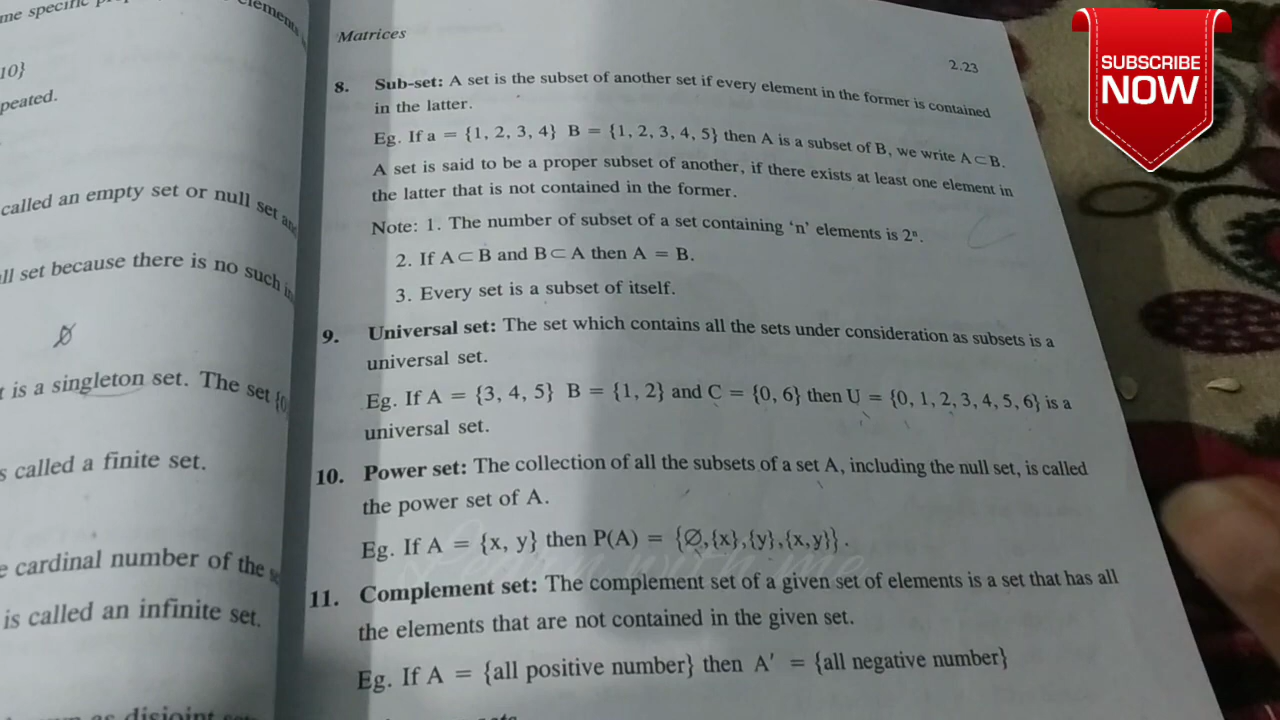 me specific
elements
10}
peated.
called an empty set or null set and
ll set because there is no such in
∅
t is a singleton set. The set {0
s called a finite set.
e cardinal number of the
is called an infinite set.
as disjoint
Matrices
2.23
8. Sub-set: A set is the subset of another set if every element in the former is contained
in the latter.
Eg. If a = {1, 2, 3, 4} B = {1, 2, 3, 4, 5} then A is a subset of B, we write A ⊂ B.
A set is said to be a proper subset of another, if there exists at least one element in
the latter that is not contained in the former.
Note: 1. The number of subset of a set containing ‘n’ elements is 2ⁿ.
2. If A ⊂ B and B ⊂ A then A = B.
3. Every set is a subset of itself.
9. Universal set: The set which contains all the sets under consideration as subsets is a
universal set.
Eg. If A = {3, 4, 5} B = {1, 2} and C = {0, 6} then U = {0, 1, 2, 3, 4, 5, 6} is a
universal set.
10. Power set: The collection of all the subsets of a set A, including the null set, is called
the power set of A.
Eg. If A = {x, y} then P(A) = {∅,{x},{y},{x,y}}.
Learn with me
11. Complement set: The complement set of a given set of elements is a set that has all
the elements that are not contained in the given set.
Eg. If A = {all positive number} then A′ = {all negative number}
SUBSCRIBE
NOW